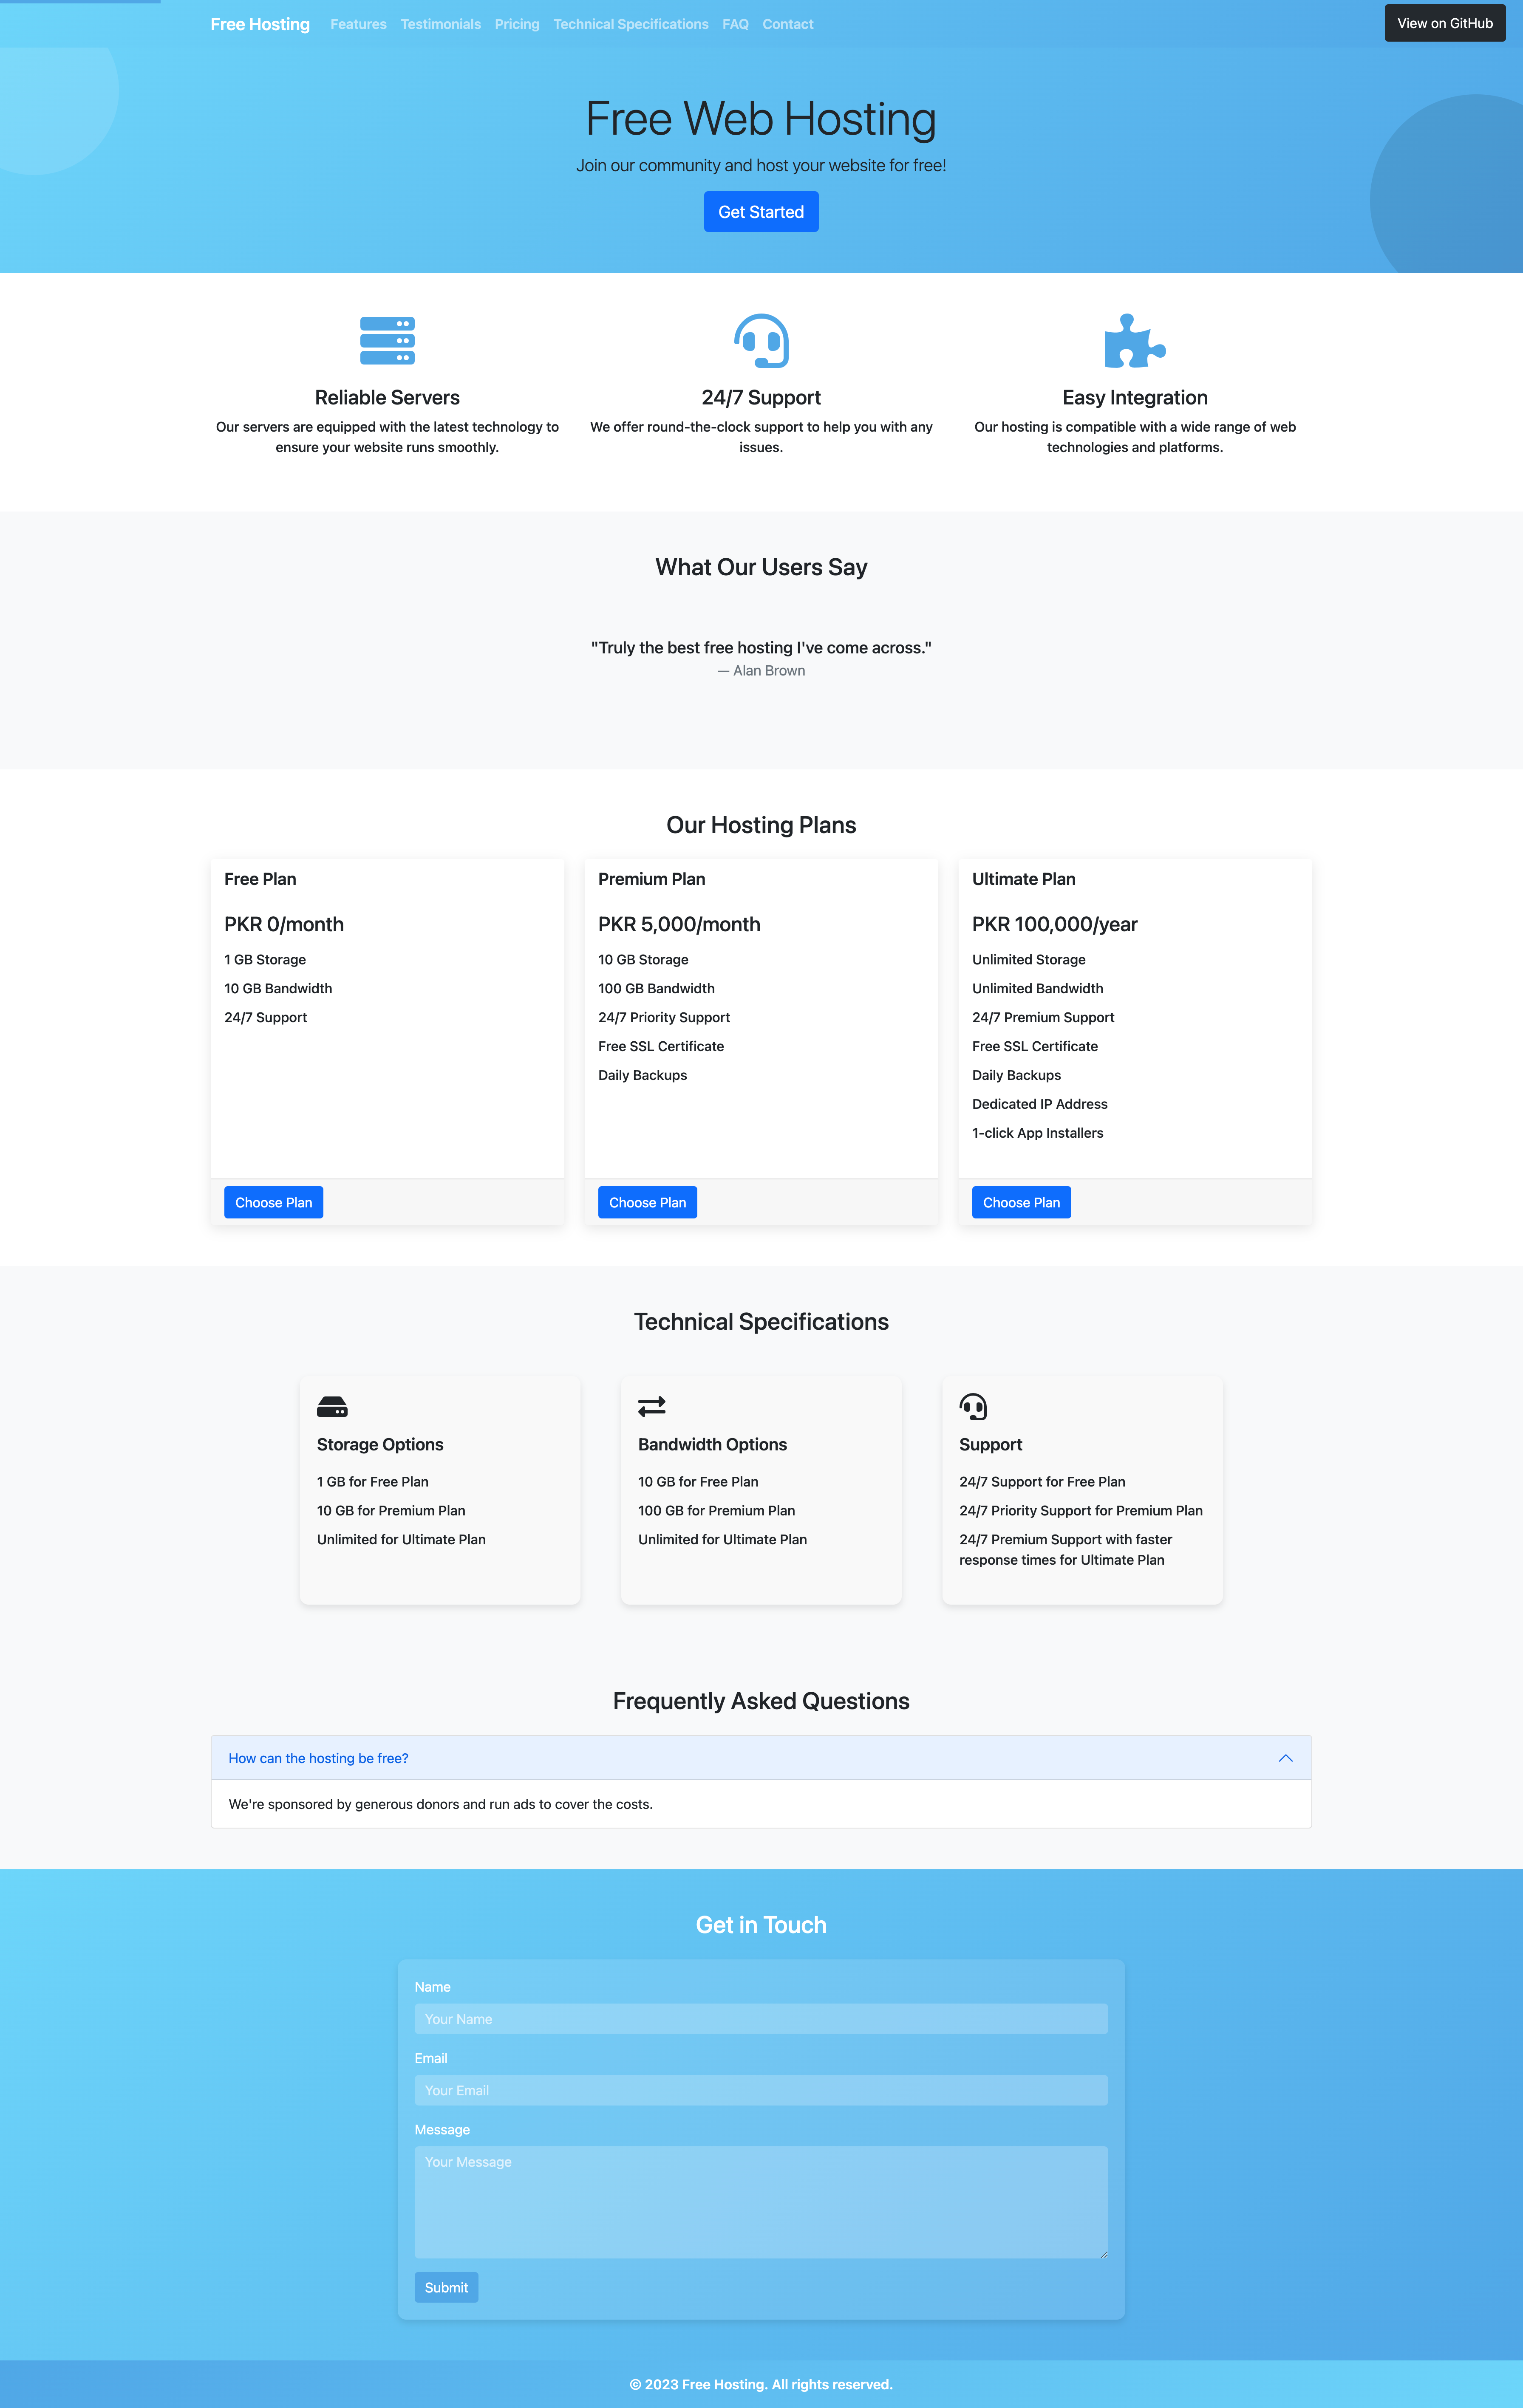 Free Hosting Features Testimonials Pricing Technical Specifications FAQ Contact View on GitHub
Free Web Hosting
Join our community and host your website for free!
Get Started
Reliable Servers
Our servers are equipped with the latest technology to
ensure your website runs smoothly.
24/7 Support
We offer round-the-clock support to help you with any
issues.
Easy Integration
Our hosting is compatible with a wide range of web
technologies and platforms.
What Our Users Say
"Truly the best free hosting I've come across."
— Alan Brown
Our Hosting Plans
Free Plan
PKR 0/month
1 GB Storage
10 GB Bandwidth
24/7 Support
Choose Plan
Premium Plan
PKR 5,000/month
10 GB Storage
100 GB Bandwidth
24/7 Priority Support
Free SSL Certificate
Daily Backups
Choose Plan
Ultimate Plan
PKR 100,000/year
Unlimited Storage
Unlimited Bandwidth
24/7 Premium Support
Free SSL Certificate
Daily Backups
Dedicated IP Address
1-click App Installers
Choose Plan
Technical Specifications
Storage Options
1 GB for Free Plan
10 GB for Premium Plan
Unlimited for Ultimate Plan
Bandwidth Options
10 GB for Free Plan
100 GB for Premium Plan
Unlimited for Ultimate Plan
Support
24/7 Support for Free Plan
24/7 Priority Support for Premium Plan
24/7 Premium Support with faster
response times for Ultimate Plan
Frequently Asked Questions
How can the hosting be free?
We're sponsored by generous donors and run ads to cover the costs.
Get in Touch
Name
Your Name
Email
Your Email
Message
Your Message
Submit
© 2023 Free Hosting. All rights reserved.